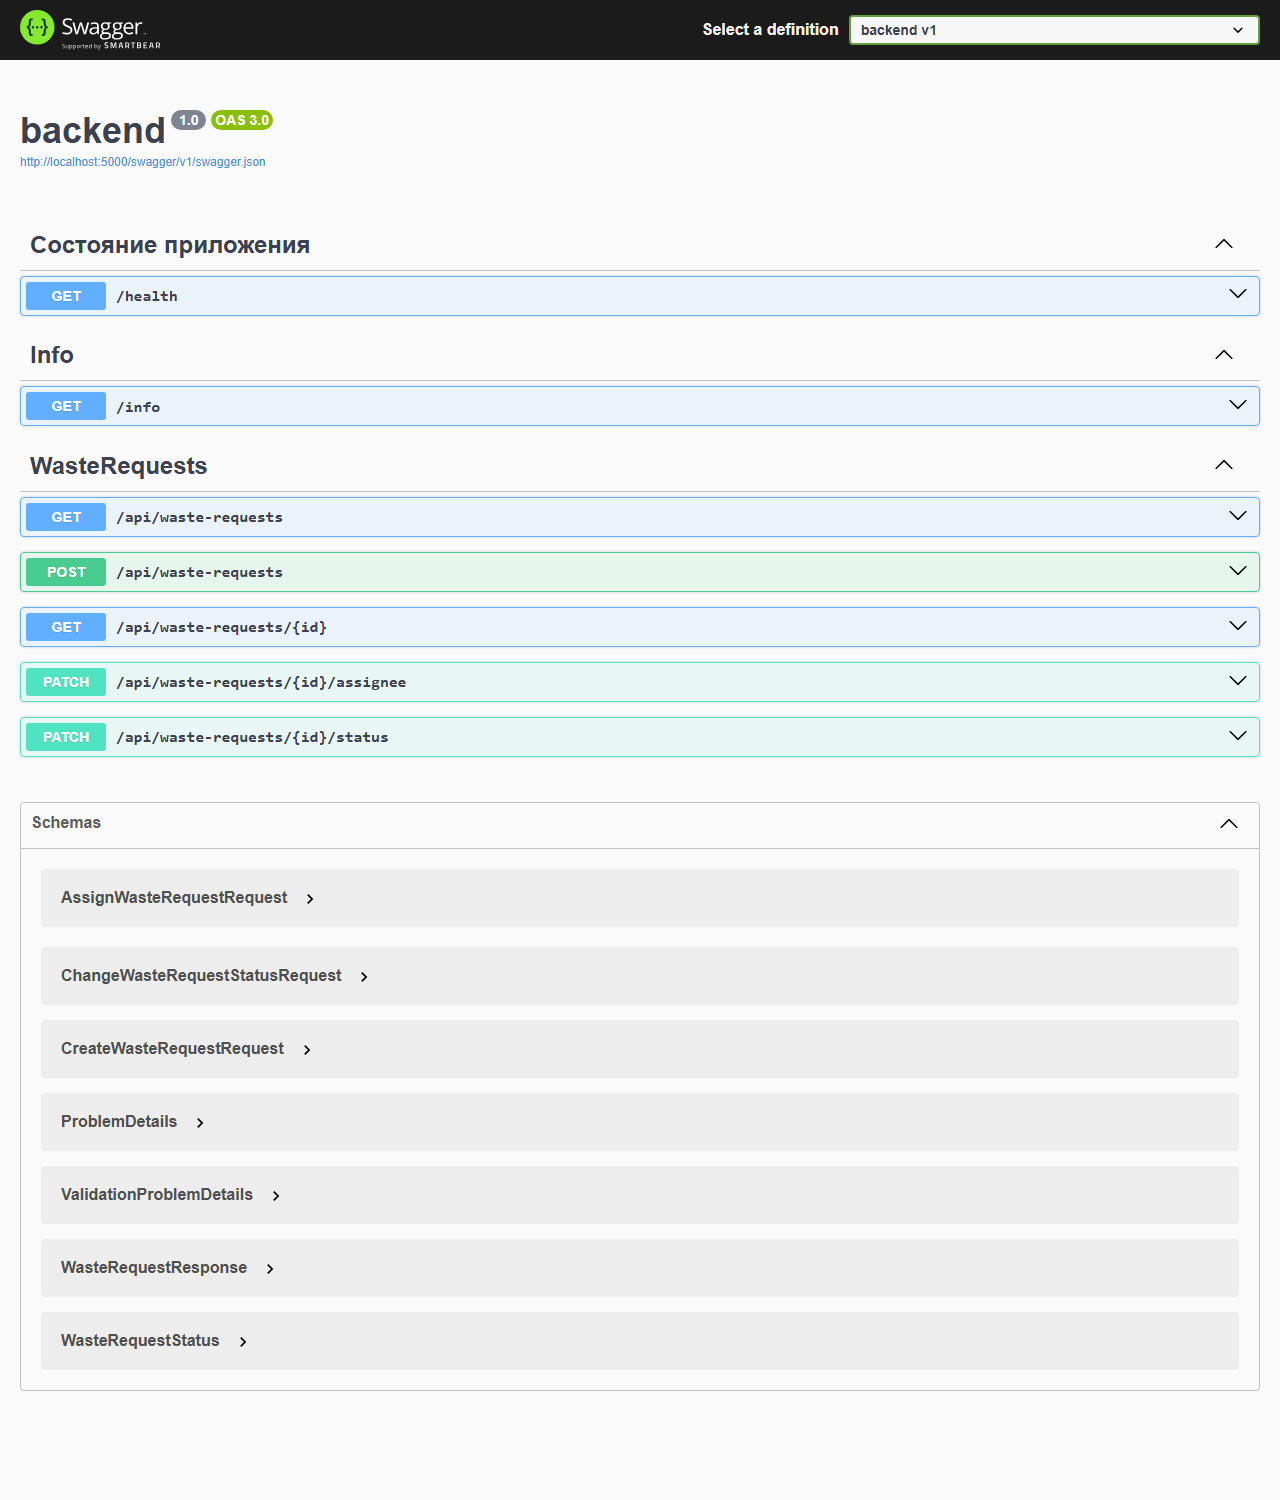 Swagger
Supported by SMARTBEAR
Select a definition
backend v1
backend 1.0 OAS 3.0
http://localhost:5000/swagger/v1/swagger.json
Состояние приложения
GET /health
Info
GET /info
WasteRequests
GET /api/waste-requests
POST /api/waste-requests
GET /api/waste-requests/{id}
PATCH /api/waste-requests/{id}/assignee
PATCH /api/waste-requests/{id}/status
Schemas
AssignWasteRequestRequest
ChangeWasteRequestStatusRequest
CreateWasteRequestRequest
ProblemDetails
ValidationProblemDetails
WasteRequestResponse
WasteRequestStatus